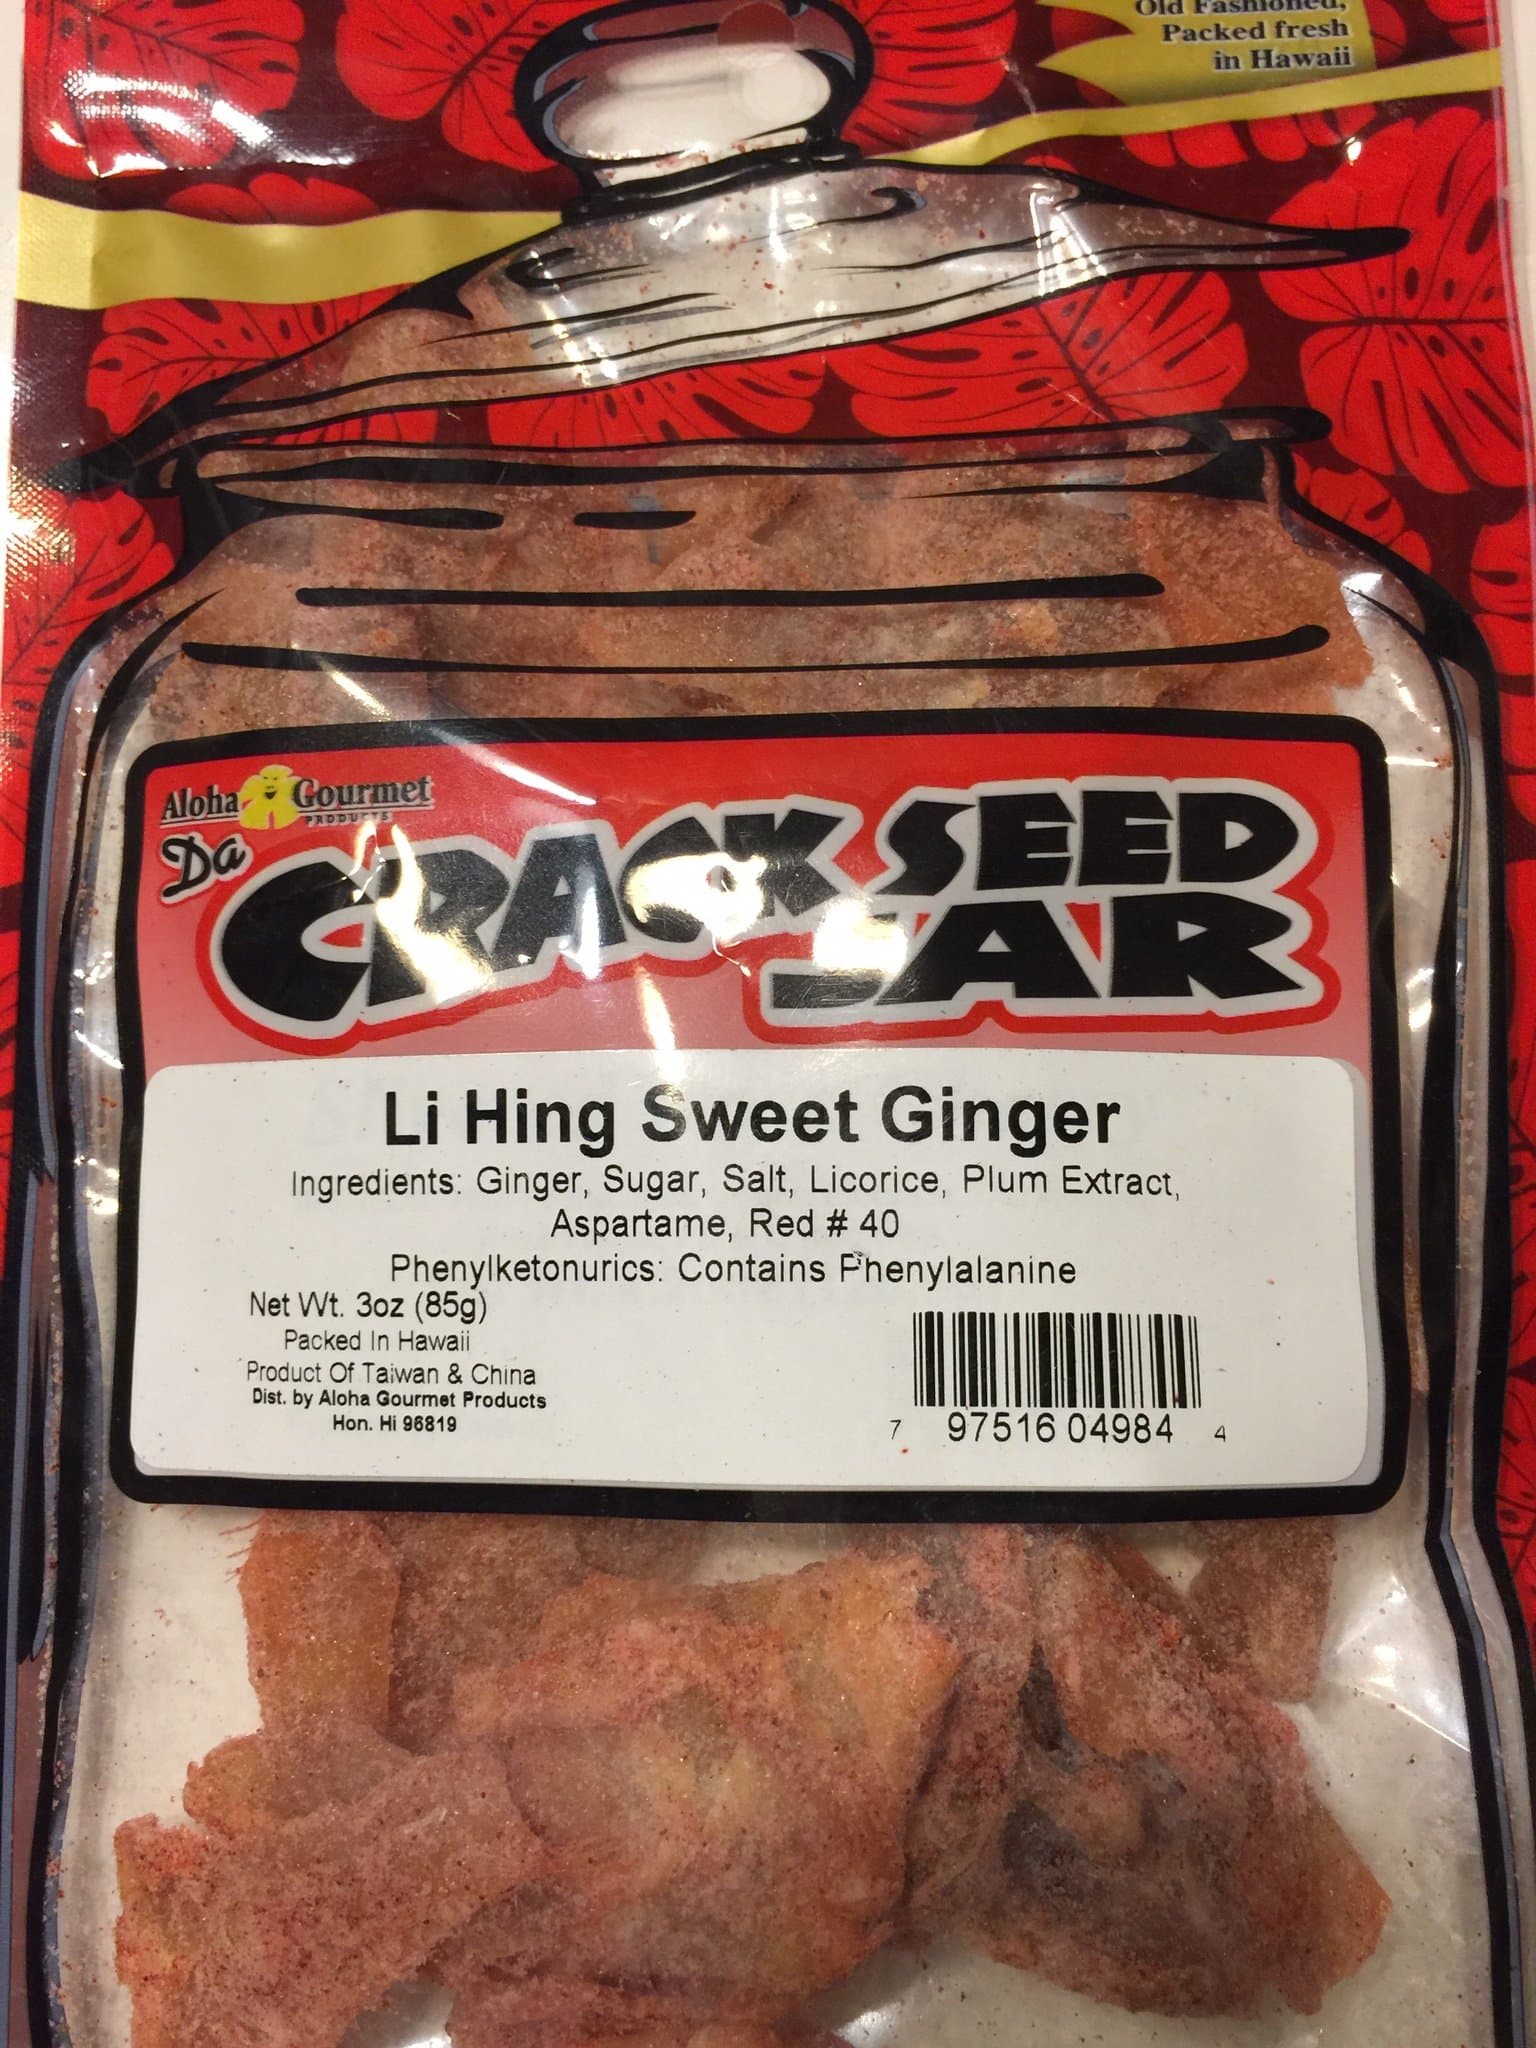 Old Fashioned,
Packed fresh
in Hawaii
Aloha Gourmet
PRODUCTS
Da
CRACK SEED
JAR
Li Hing Sweet Ginger
Ingredients: Ginger, Sugar, Salt, Licorice, Plum Extract,
Aspartame, Red # 40
Phenylketonurics: Contains Phenylalanine
Net Wt. 3oz (85g)
Packed In Hawaii
Product Of Taiwan & China
Dist. by Aloha Gourmet Products
Hon. Hi 96819
7 97516 04984 4